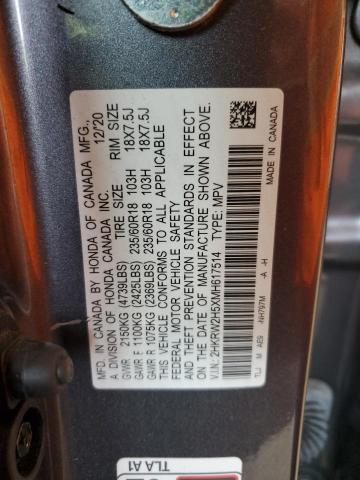 MFD. IN CANADA BY HONDA OF CANADA MFG.,
A DIVISION OF HONDA CANADA INC. 12/20
TIRE SIZE RIM SIZE
GVWR 2150KG (4739LBS)
GAWR F 1100KG (2425LBS) 235/60R18 103H 18X7.5J
GAWR R 1075KG (2369LBS) 235/60R18 103H 18X7.5J
THIS VEHICLE CONFORMS TO ALL APPLICABLE
FEDERAL MOTOR VEHICLE SAFETY
AND THEFT PREVENTION STANDARDS IN EFFECT
ON THE DATE OF MANUFACTURE SHOWN ABOVE.
V.I.N.: 2HKRW2H5XMH617514 TYPE: MPV
MADE IN CANADA
TLJ M AE9 -NH797M -A -H
TLA A1